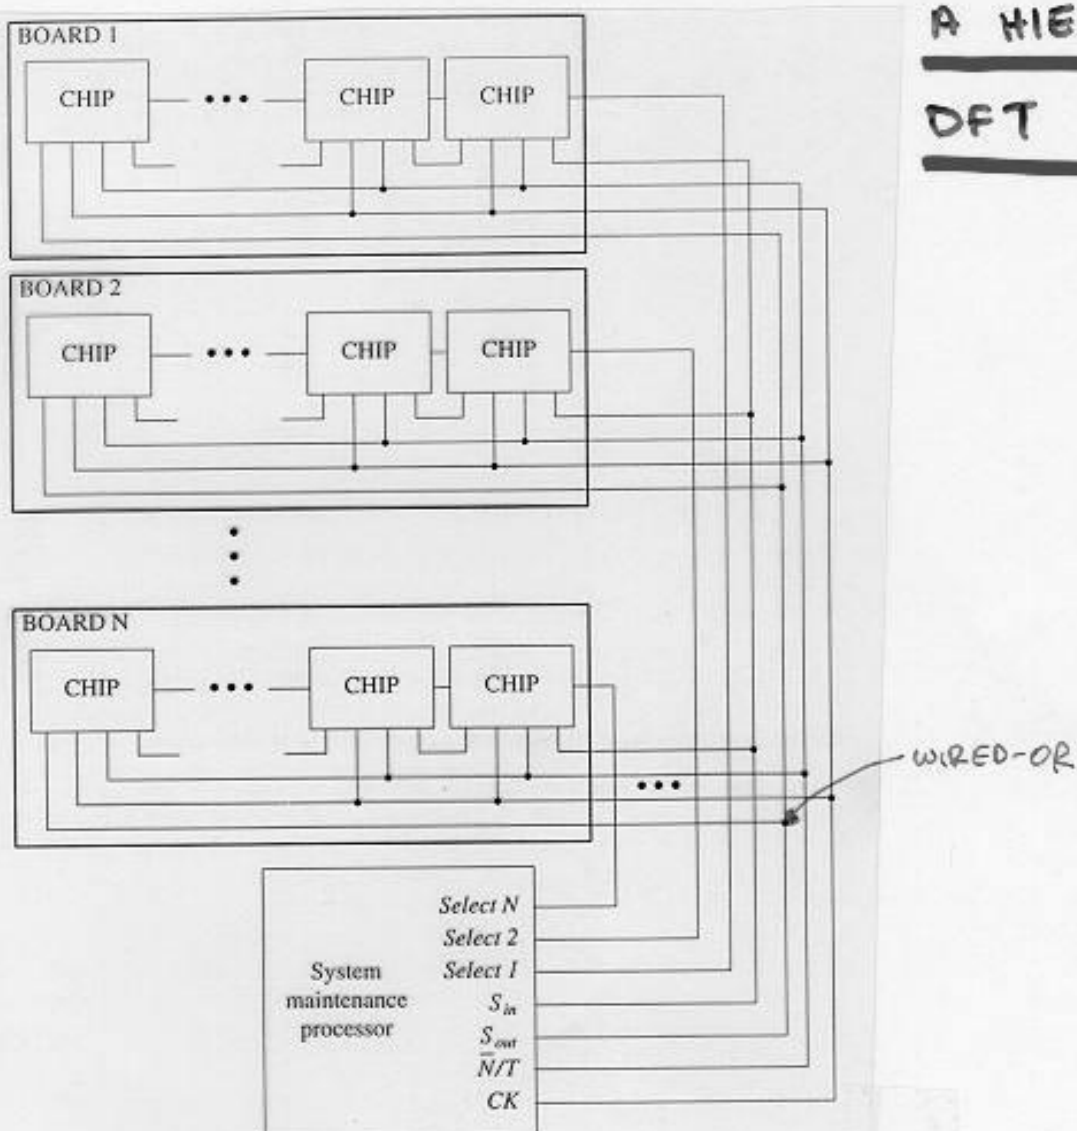 A HIE
DFT
BOARD 1
CHIP ••• CHIP CHIP
BOARD 2
CHIP ••• CHIP CHIP
BOARD N
CHIP ••• CHIP CHIP
•••
WIRED-OR
Select N
Select 2
Select 1
System maintenance processor
S_in
S_out
N̅/T
CK